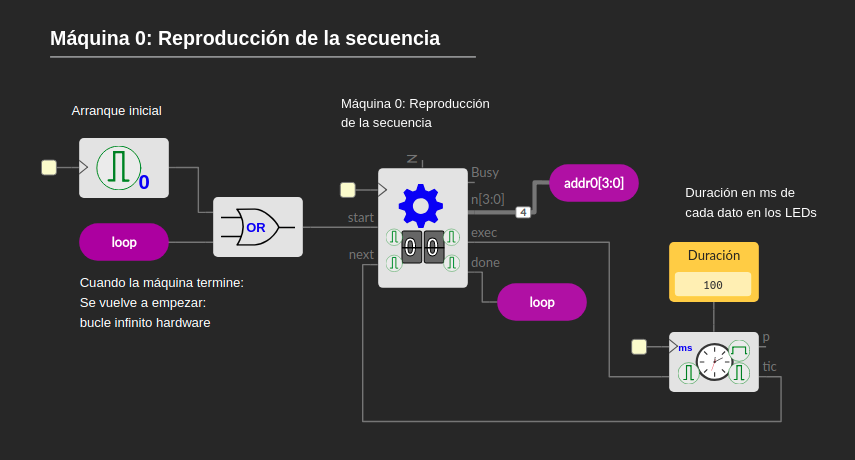 Máquina 0: Reproducción de la secuencia
Arranque inicial
0
loop
OR
Cuando la máquina termine:
Se vuelve a empezar:
bucle infinito hardware
Máquina 0: Reproducción
de la secuencia
N
start
next
0 0
Busy
n[3:0]
exec
done
4
addr0[3:0]
loop
Duración en ms de
cada dato en los LEDs
Duración
100
ms
p
tic